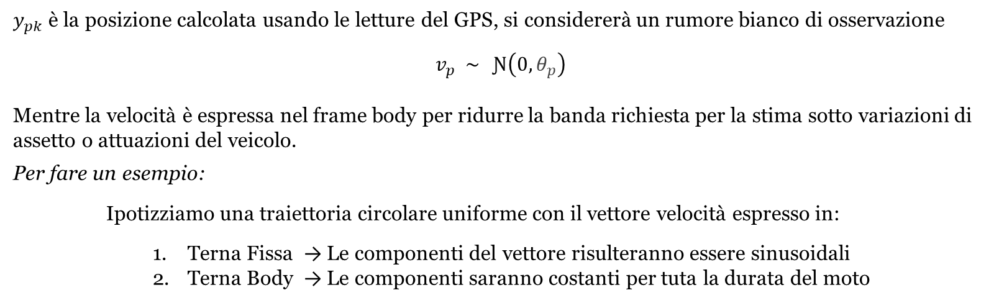 y_{pk} è la posizione calcolata usando le letture del GPS, si considererà un rumore bianco di osservazione
v_p ~ N(0, θ_p)
Mentre la velocità è espressa nel frame body per ridurre la banda richiesta per la stima sotto variazioni di
assetto o attuazioni del veicolo.
Per fare un esempio:
Ipotizziamo una traiettoria circolare uniforme con il vettore velocità espresso in:
1. Terna Fissa → Le componenti del vettore risulteranno essere sinusoidali
2. Terna Body → Le componenti saranno costanti per tuta la durata del moto